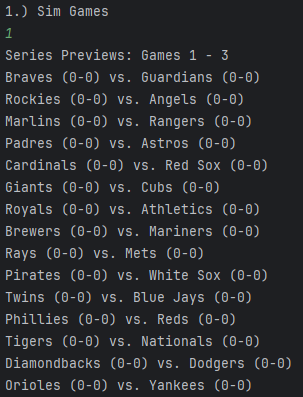 1.) Sim Games
1
Series Previews: Games 1 - 3
Braves (0-0) vs. Guardians (0-0)
Rockies (0-0) vs. Angels (0-0)
Marlins (0-0) vs. Rangers (0-0)
Padres (0-0) vs. Astros (0-0)
Cardinals (0-0) vs. Red Sox (0-0)
Giants (0-0) vs. Cubs (0-0)
Royals (0-0) vs. Athletics (0-0)
Brewers (0-0) vs. Mariners (0-0)
Rays (0-0) vs. Mets (0-0)
Pirates (0-0) vs. White Sox (0-0)
Twins (0-0) vs. Blue Jays (0-0)
Phillies (0-0) vs. Reds (0-0)
Tigers (0-0) vs. Nationals (0-0)
Diamondbacks (0-0) vs. Dodgers (0-0)
Orioles (0-0) vs. Yankees (0-0)